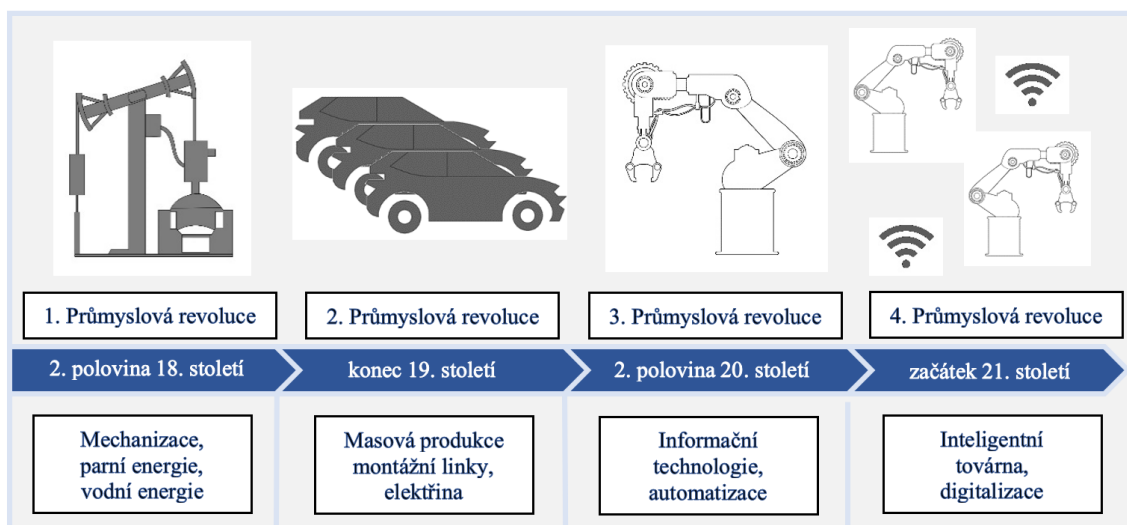 1. Průmyslová revoluce
2. Průmyslová revoluce
3. Průmyslová revoluce
4. Průmyslová revoluce
2. polovina 18. století
konec 19. století
2. polovina 20. století
začátek 21. století
Mechanizace,
parní energie,
vodní energie
Masová produkce
montážní linky,
elektřina
Informační
technologie,
automatizace
Inteligentní
továrna,
digitalizace